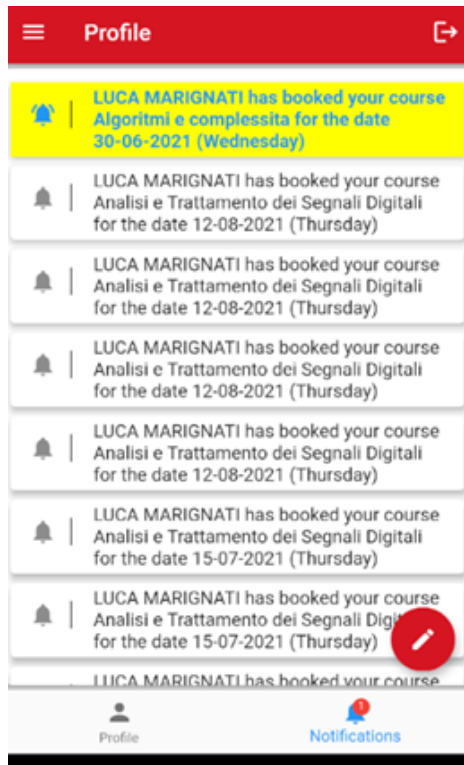 Profile
LUCA MARIGNATI has booked your course
Algoritmi e complessita for the date
30-06-2021 (Wednesday)
LUCA MARIGNATI has booked your course
Analisi e Trattamento dei Segnali Digitali
for the date 12-08-2021 (Thursday)
LUCA MARIGNATI has booked your course
Analisi e Trattamento dei Segnali Digitali
for the date 12-08-2021 (Thursday)
LUCA MARIGNATI has booked your course
Analisi e Trattamento dei Segnali Digitali
for the date 12-08-2021 (Thursday)
LUCA MARIGNATI has booked your course
Analisi e Trattamento dei Segnali Digitali
for the date 12-08-2021 (Thursday)
LUCA MARIGNATI has booked your course
Analisi e Trattamento dei Segnali Digitali
for the date 15-07-2021 (Thursday)
LUCA MARIGNATI has booked your course
Analisi e Trattamento dei Segnali
for the date 15-07-2021 (Thursday)
LUCA MARIGNATI has booked your course
1
Profile
Notifications